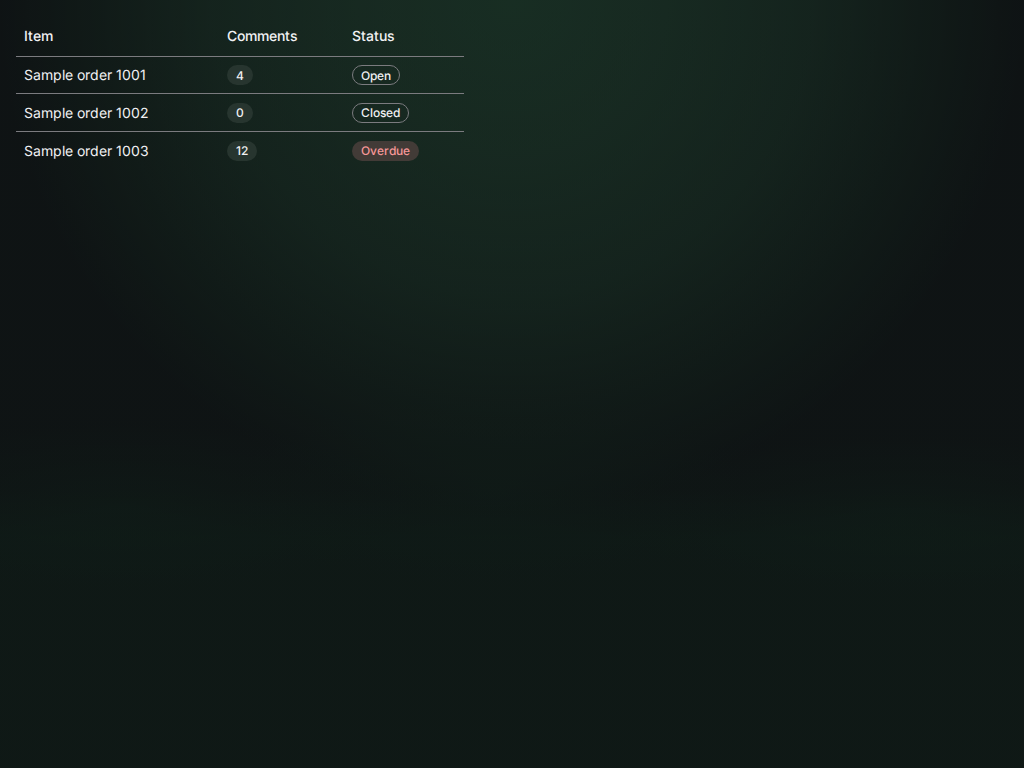 Item Comments Status
Sample order 1001 4 Open
Sample order 1002 0 Closed
Sample order 1003 12 Overdue